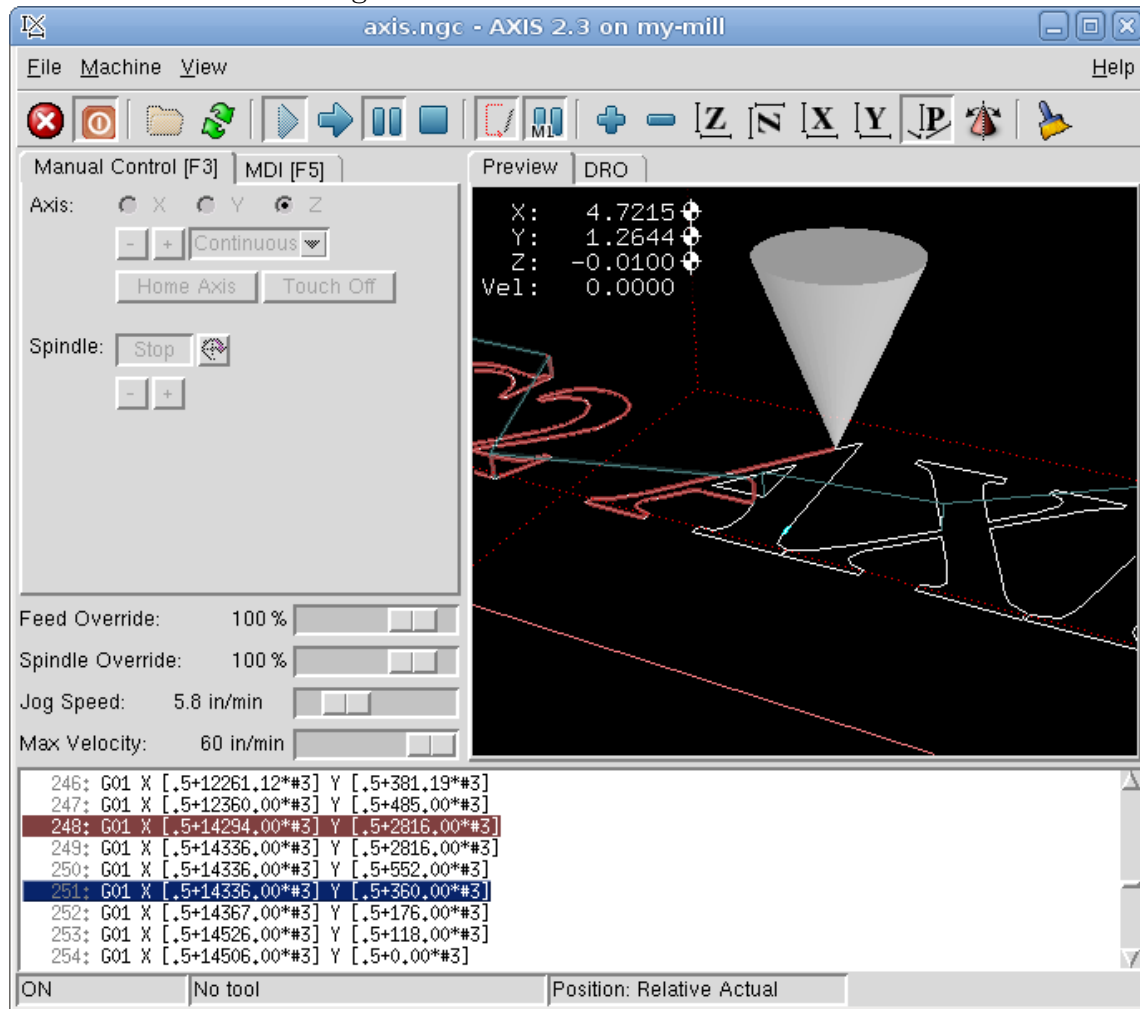 axis.ngc - AXIS 2.3 on my-mill
File Machine View Help
M1 Z N X Y P
Manual Control [F3] MDI [F5]
Preview DRO
Axis: X Y Z
- + Continuous
Home Axis Touch Off
Spindle: Stop
- +
X: 4.7215
Y: 1.2644
Z: -0.0100
Vel: 0.0000
Feed Override: 100 %
Spindle Override: 100 %
Jog Speed: 5.8 in/min
Max Velocity: 60 in/min
246: G01 X [.5+12261.12*#3] Y [.5+381.19*#3]
247: G01 X [.5+12360.00*#3] Y [.5+485.00*#3]
248: G01 X [.5+14294.00*#3] Y [.5+2816.00*#3]
249: G01 X [.5+14336.00*#3] Y [.5+2816.00*#3]
250: G01 X [.5+14336.00*#3] Y [.5+552.00*#3]
251: G01 X [.5+14336.00*#3] Y [.5+360.00*#3]
252: G01 X [.5+14367.00*#3] Y [.5+176.00*#3]
253: G01 X [.5+14526.00*#3] Y [.5+118.00*#3]
254: G01 X [.5+14506.00*#3] Y [.5+0.00*#3]
ON No tool Position: Relative Actual